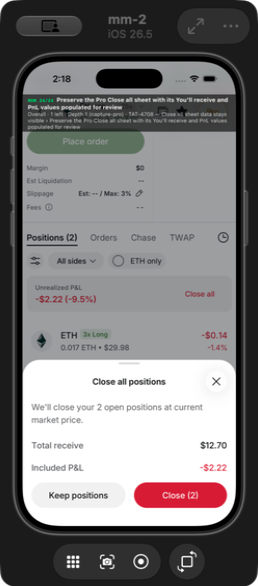 mm-2
iOS 26.5
2:18
Preserve the Pro Close all sheet with its You'll receive and
PnL values populated for review
Overall · 1 left · Depth 1 (capture-pro) · TAT-4708 — Close all sheet data stays
visible › Preserve the Pro Close all sheet with its You'll receive and PnL values
populated for review
Place order
Margin $0
Est Liquidation --
Slippage Est: -- / Max: 3%
Fees --
Positions (2) Orders Chase TWAP
All sides ETH only
Unrealized P&L
-$2.22 (-9.5%) Close all
ETH 3x Long -$0.14
0.017 ETH • $29.98 -1.4%
Close all positions
We'll close your 2 open positions at current
market price.
Total receive $12.70
Included P&L -$2.22
Keep positions Close (2)